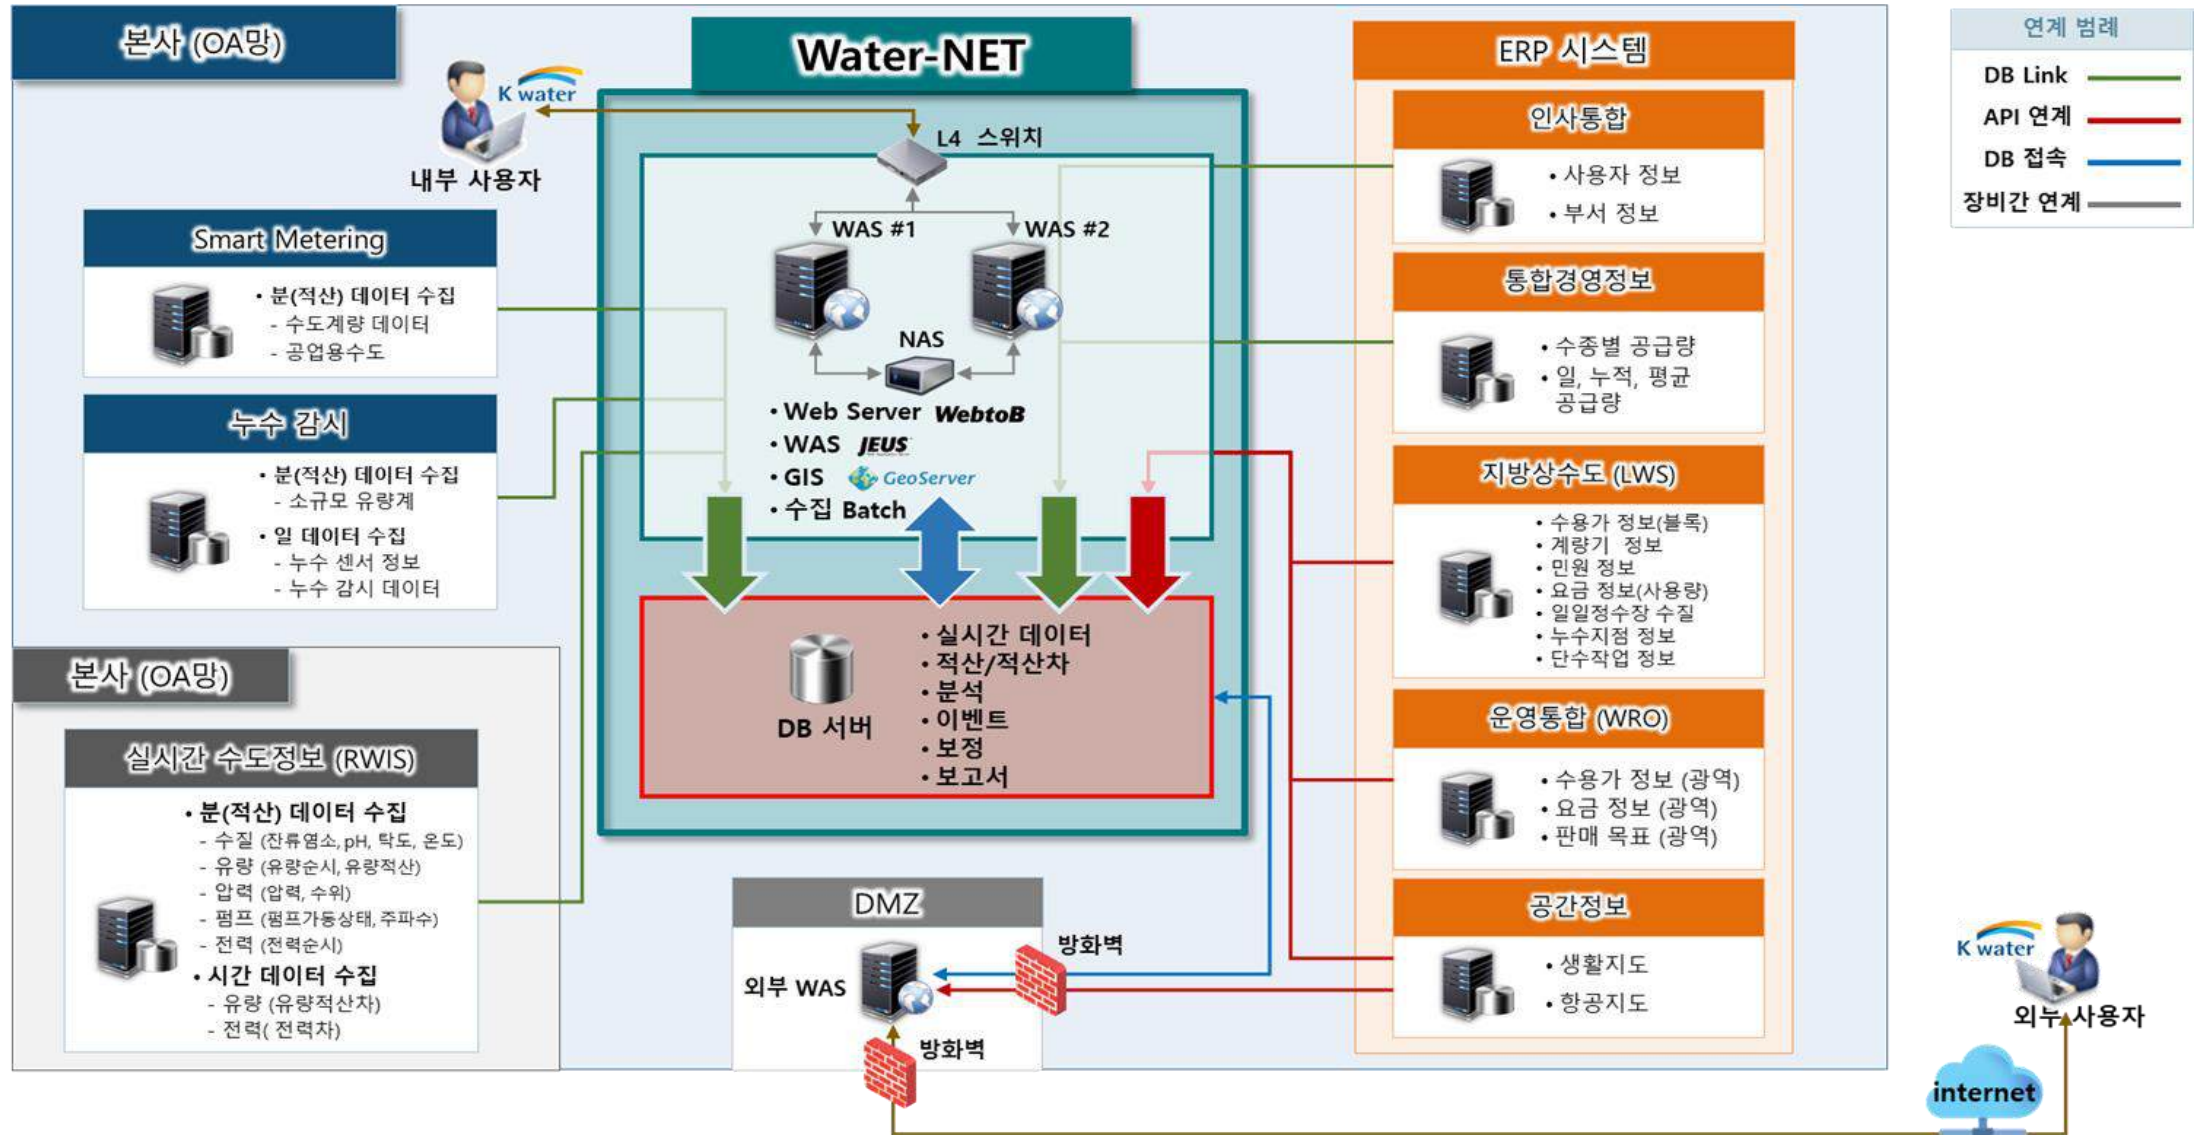 본사 (OA망)
K water
내부 사용자
Smart Metering
• 분(적산) 데이터 수집
- 수도계량 데이터
- 공업용수도
누수 감시
• 분(적산) 데이터 수집
- 소규모 유량계
• 일 데이터 수집
- 누수 센서 정보
- 누수 감시 데이터
본사 (OA망)
실시간 수도정보 (RWIS)
• 분(적산) 데이터 수집
- 수질 (잔류염소, pH, 탁도, 온도)
- 유량 (유량순시, 유량적산)
- 압력 (압력, 수위)
- 펌프 (펌프가동상태, 주파수)
- 전력 (전력순시)
• 시간 데이터 수집
- 유량 (유량적산차)
- 전력( 전력차)
Water-NET
L4 스위치
WAS #1
WAS #2
NAS
• Web Server WebtoB
• WAS JEUS
• GIS GeoServer
• 수집 Batch
DB 서버
• 실시간 데이터
• 적산/적산차
• 분석
• 이벤트
• 보정
• 보고서
DMZ
외부 WAS
방화벽
방화벽
ERP 시스템
인사통합
• 사용자 정보
• 부서 정보
통합경영정보
• 수종별 공급량
• 일, 누적, 평균
공급량
지방상수도 (LWS)
• 수용가 정보(블록)
• 계량기 정보
• 민원 정보
• 요금 정보(사용량)
• 일일정수장 수질
• 누수지점 정보
• 단수작업 정보
운영통합 (WRO)
• 수용가 정보 (광역)
• 요금 정보 (광역)
• 판매 목표 (광역)
공간정보
• 생활지도
• 항공지도
연계 범례
DB Link
API 연계
DB 접속
장비간 연계
K water
외부 사용자
internet